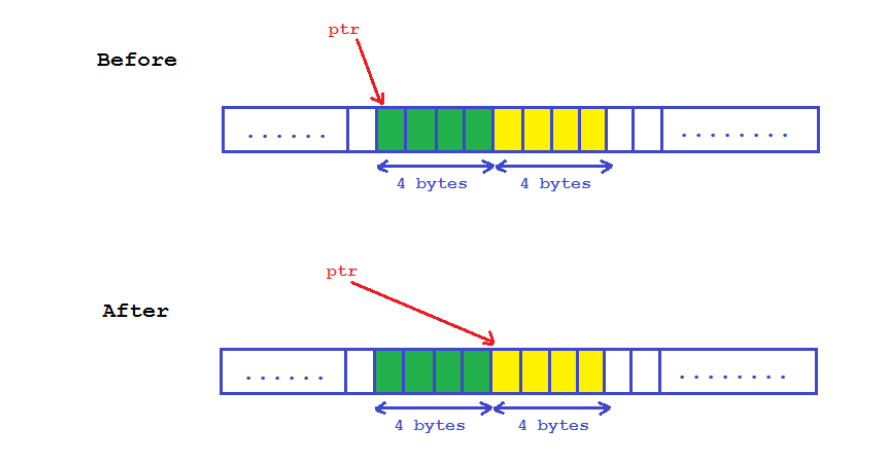 ptr
Before
. . . . . .
. . . . . . . .
4 bytes
4 bytes
ptr
After
. . . . . .
. . . . . . . .
4 bytes
4 bytes